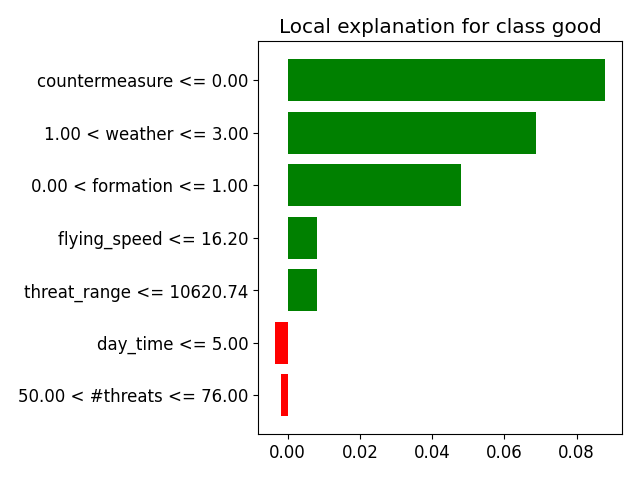 Local explanation for class good
countermeasure <= 0.00
1.00 < weather <= 3.00
0.00 < formation <= 1.00
flying_speed <= 16.20
threat_range <= 10620.74
day_time <= 5.00
50.00 < #threats <= 76.00
0.00 0.02 0.04 0.06 0.08